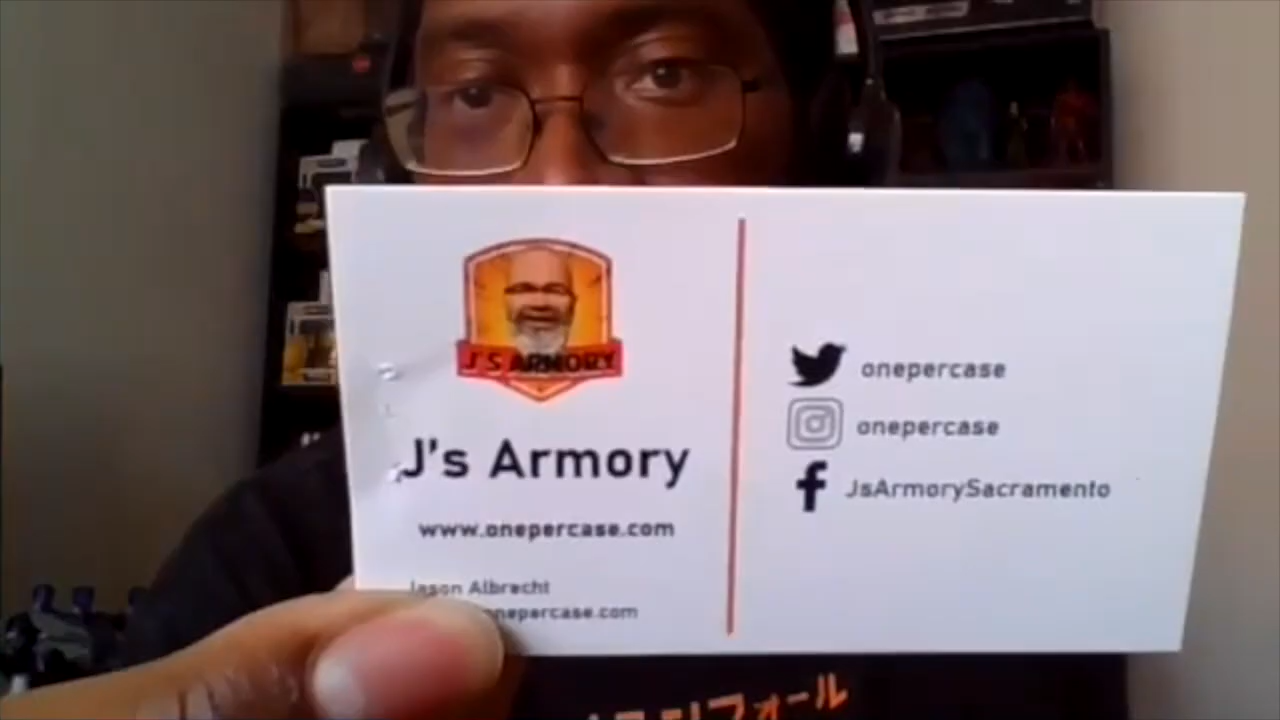 J'S ARMORY
J's Armory
www.onepercase.com
Jason Albrecht
onepercase.com
onepercase
onepercase
JsArmorySacramento